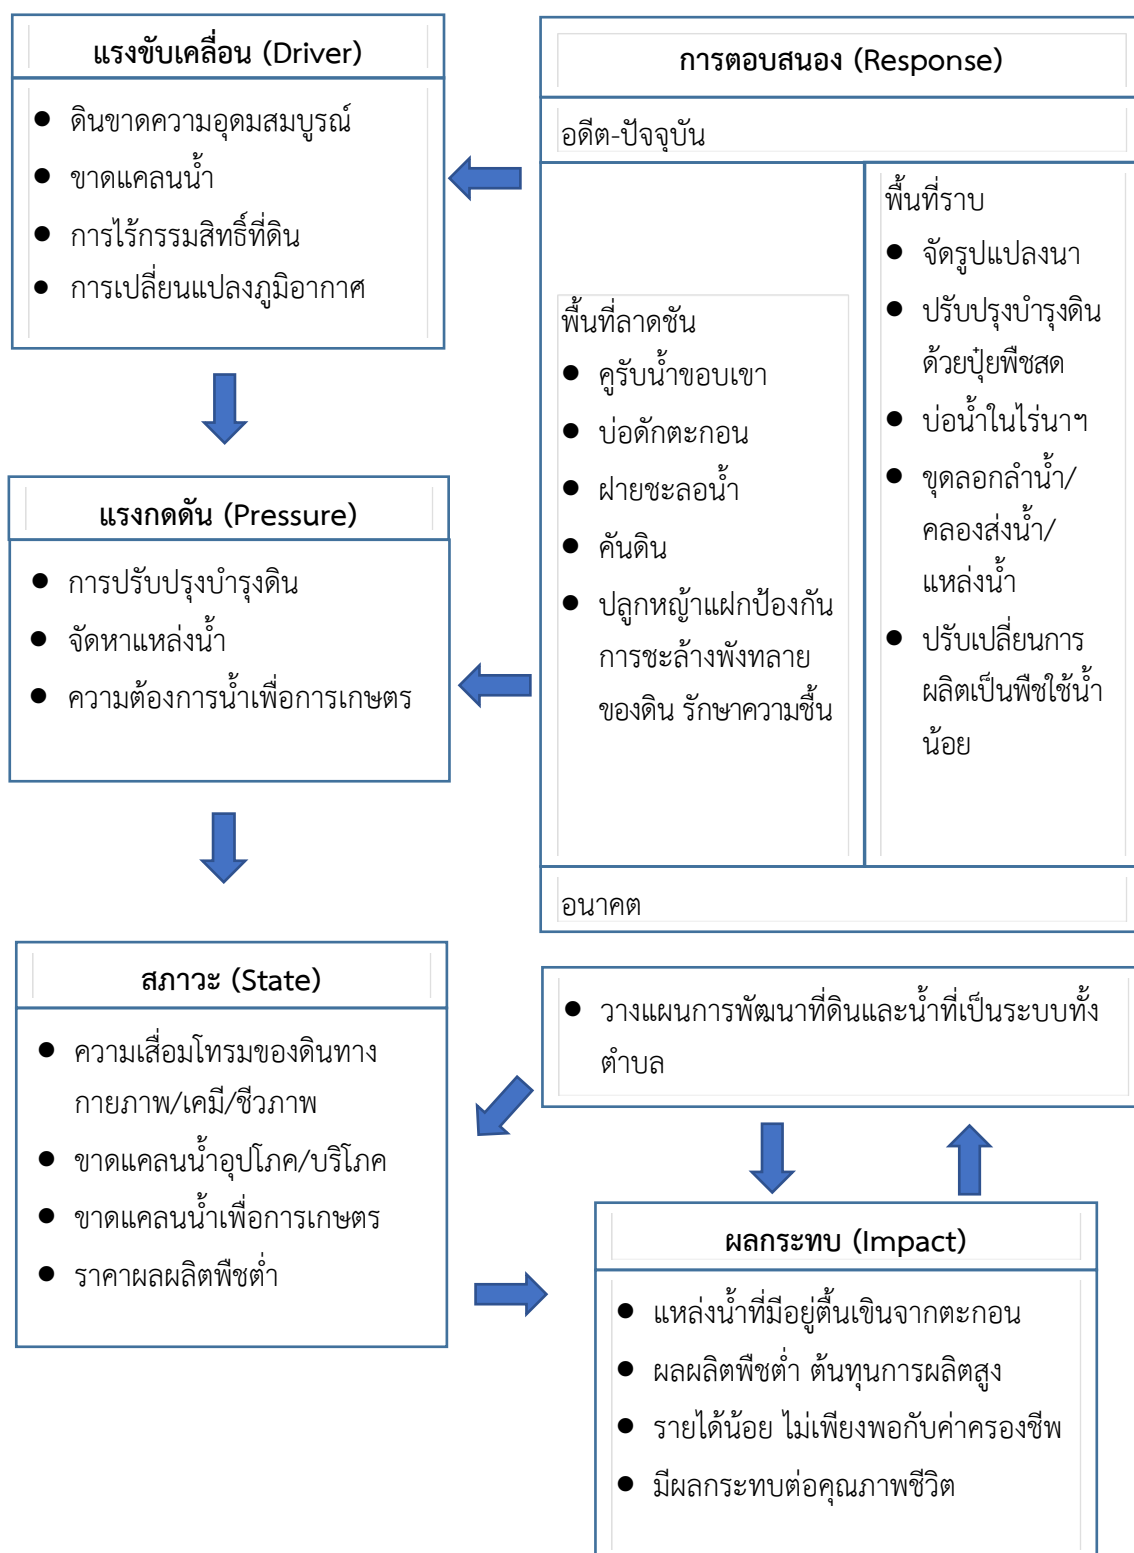 แรงขับเคลื่อน (Driver)
● ดินขาดความอุดมสมบูรณ์
● ขาดแคลนน้ำ
● การไร้กรรมสิทธิ์ที่ดิน
● การเปลี่ยนแปลงภูมิอากาศ
แรงกดดัน (Pressure)
● การปรับปรุงบำรุงดิน
● จัดหาแหล่งน้ำ
● ความต้องการน้ำเพื่อการเกษตร
สภาวะ (State)
● ความเสื่อมโทรมของดินทาง
กายภาพ/เคมี/ชีวภาพ
● ขาดแคลนน้ำอุปโภค/บริโภค
● ขาดแคลนน้ำเพื่อการเกษตร
● ราคาผลผลิตพืชต่ำ
การตอบสนอง (Response)
อดีต-ปัจจุบัน
พื้นที่ลาดชัน
● คูรับน้ำขอบเขา
● บ่อดักตะกอน
● ฝายชะลอน้ำ
● คันดิน
● ปลูกหญ้าแฝกป้องกัน
การชะล้างพังทลาย
ของดิน รักษาความชื้น
พื้นที่ราบ
● จัดรูปแปลงนา
● ปรับปรุงบำรุงดิน
ด้วยปุ๋ยพืชสด
● บ่อน้ำในไร่นาฯ
● ขุดลอกลำน้ำ/
คลองส่งน้ำ/
แหล่งน้ำ
● ปรับเปลี่ยนการ
ผลิตเป็นพืชใช้น้ำ
น้อย
อนาคต
● วางแผนการพัฒนาที่ดินและน้ำที่เป็นระบบทั้ง
ตำบล
ผลกระทบ (Impact)
● แหล่งน้ำที่มีอยู่ตื้นเขินจากตะกอน
● ผลผลิตพืชต่ำ ต้นทุนการผลิตสูง
● รายได้น้อย ไม่เพียงพอกับค่าครองชีพ
● มีผลกระทบต่อคุณภาพชีวิต